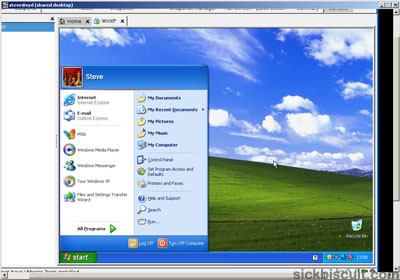 steve@syd (shared desktop)
Home
WinXP
Steve
Internet
Internet Explorer
E-mail
Outlook Express
MSN
Windows Media Player
Windows Messenger
Tour Windows XP
Files and Settings Transfer
Wizard
All Programs
My Documents
My Recent Documents
My Pictures
My Music
My Computer
Control Panel
Set Program Access and
Defaults
Printers and Faxes
Help and Support
Search
Run...
Log Off
Turn Off Computer
Recycle Bin
start
sickbiscuit.com